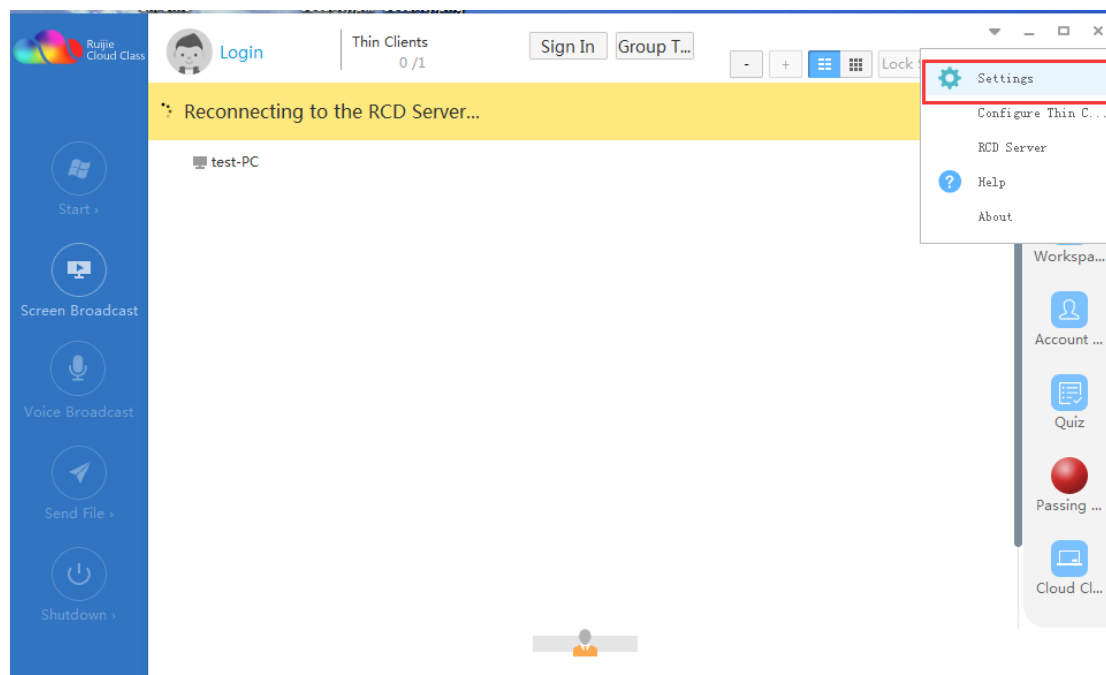 Ruijie
Cloud Class
Login
Thin Clients
0 /1
Sign In
Group T...
-
+
Lock
Settings
Configure Thin C...
RCD Server
? Help
About
Reconnecting to the RCD Server...
test-PC
Start ›
Screen Broadcast
Voice Broadcast
Send File ›
Shutdown ›
Workspa...
Account ...
Quiz
Passing ...
Cloud Cl...